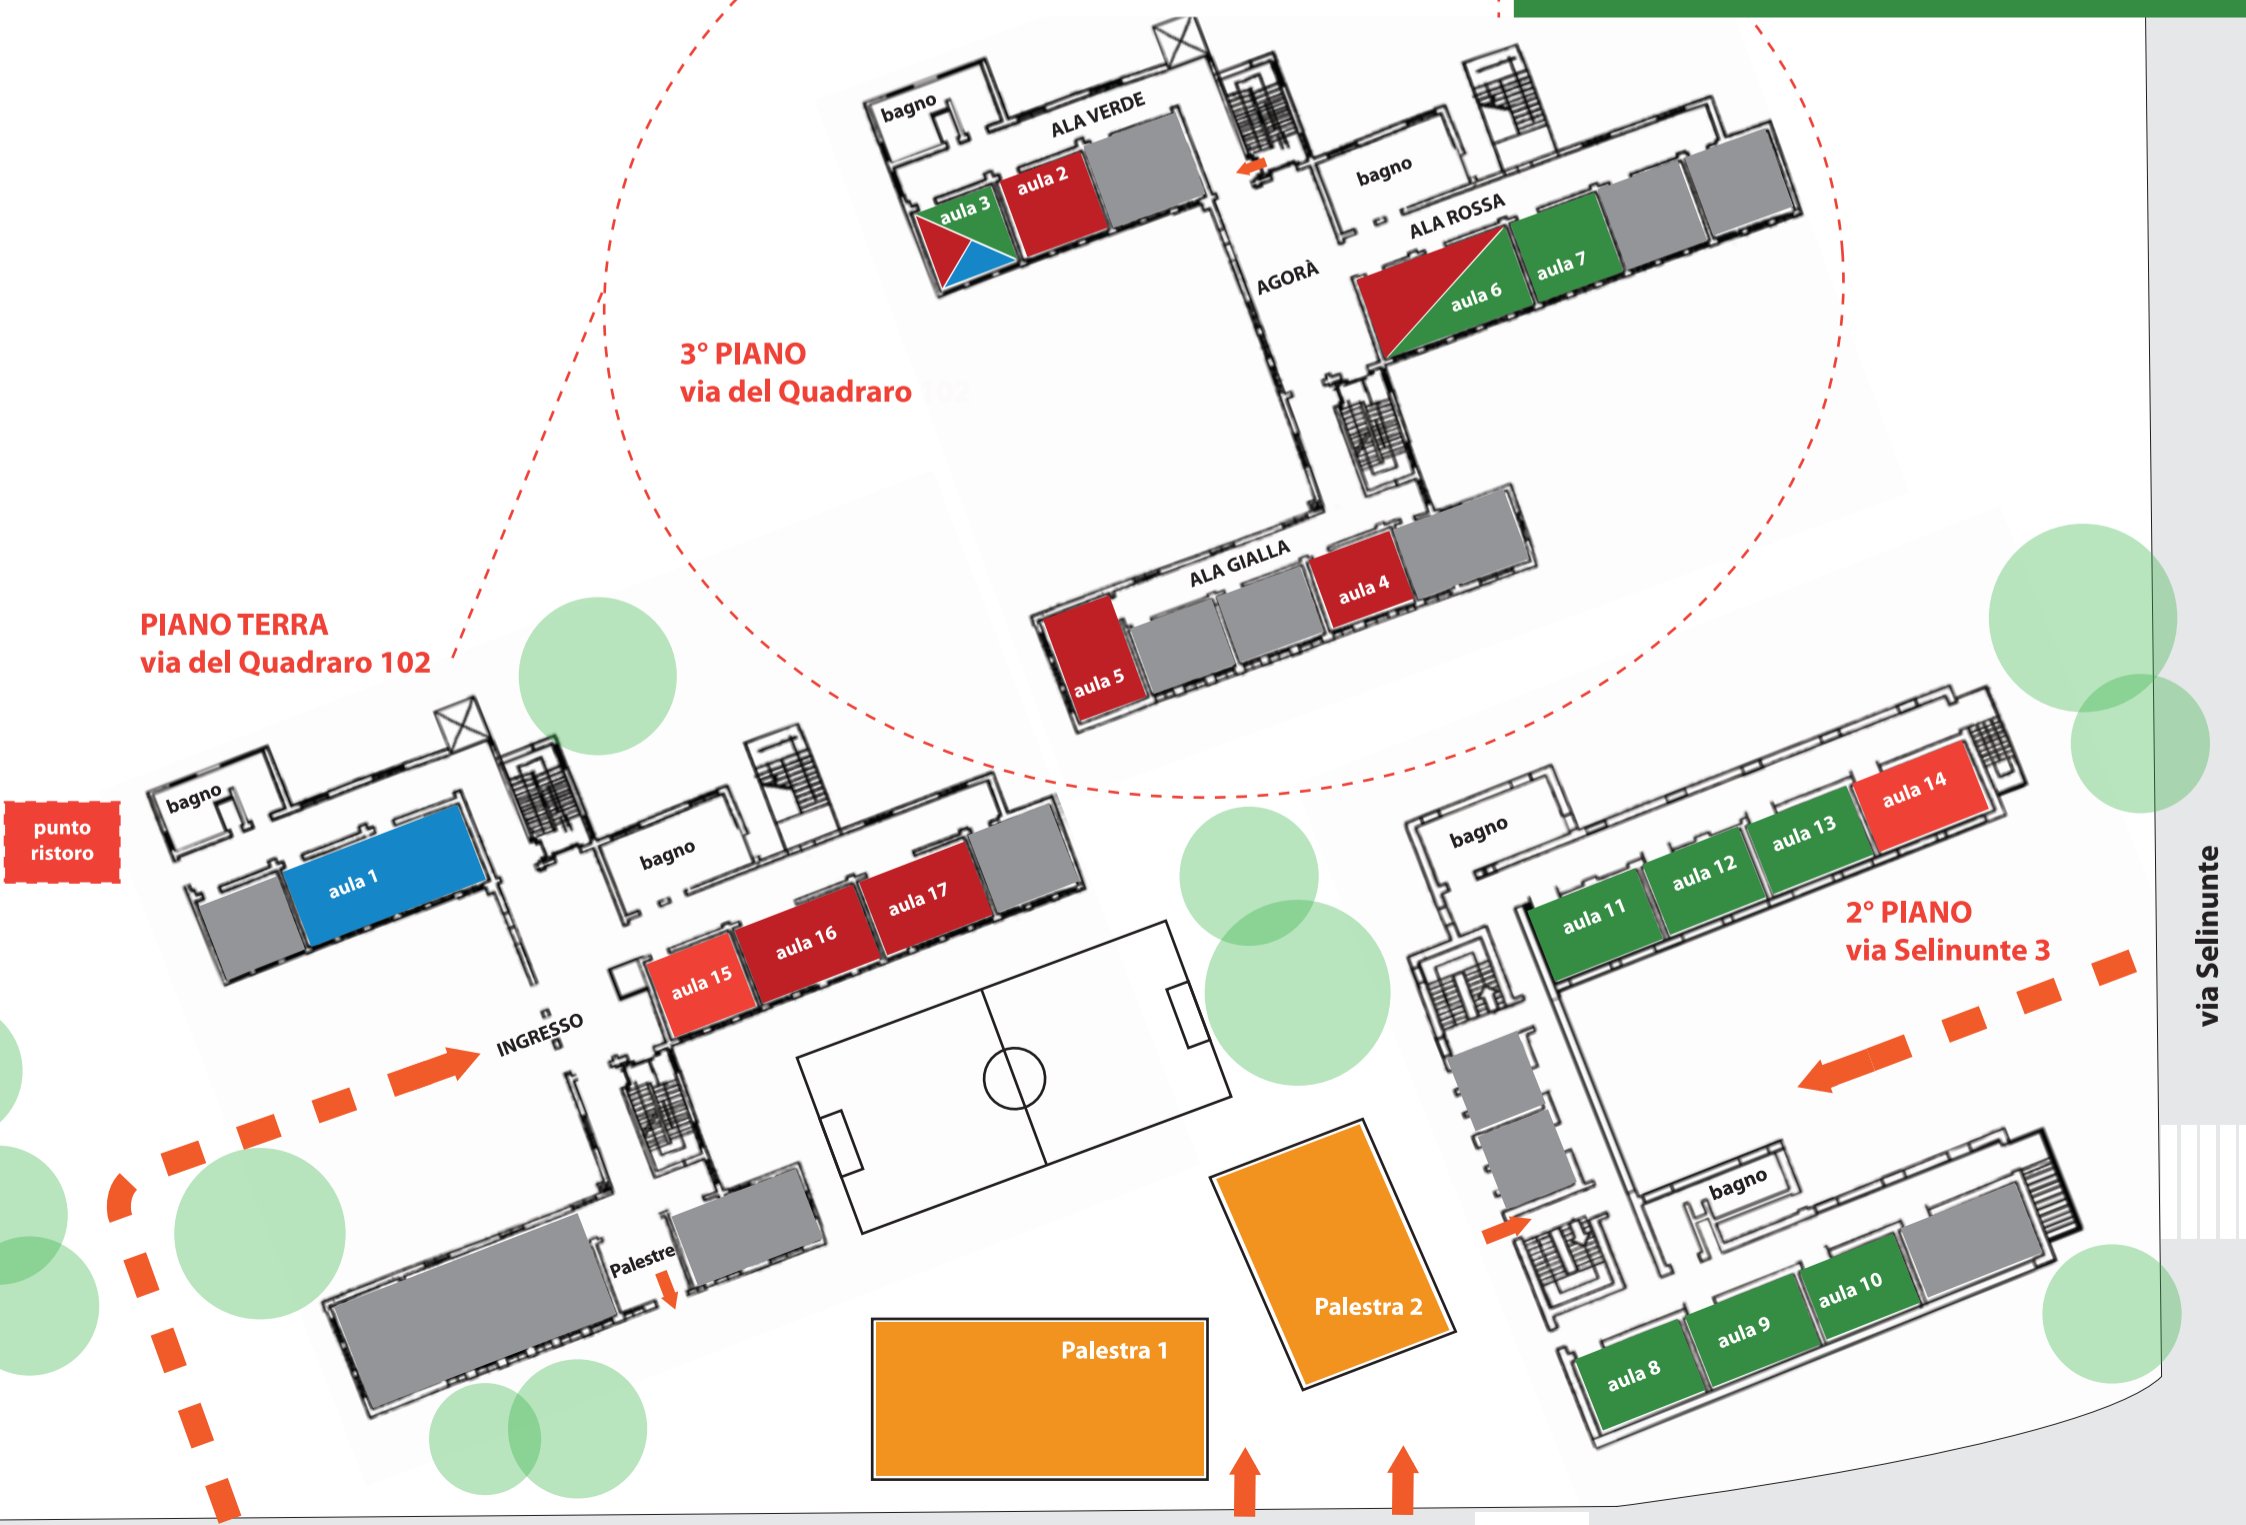 bagno
ALA VERDE
aula 3
aula 2
bagno
ALA ROSSA
AGORÀ
aula 6
aula 7
3° PIANO
via del Quadraro
ALA GIALLA
aula 4
aula 5
PIANO TERRA
via del Quadraro 102
punto
ristoro
bagno
aula 1
bagno
aula 15
aula 16
aula 17
INGRESSO
Palestre
bagno
aula 11
aula 12
aula 13
aula 14
2° PIANO
via Selinunte 3
via Selinunte
bagno
aula 8
aula 9
aula 10
Palestra 1
Palestra 2